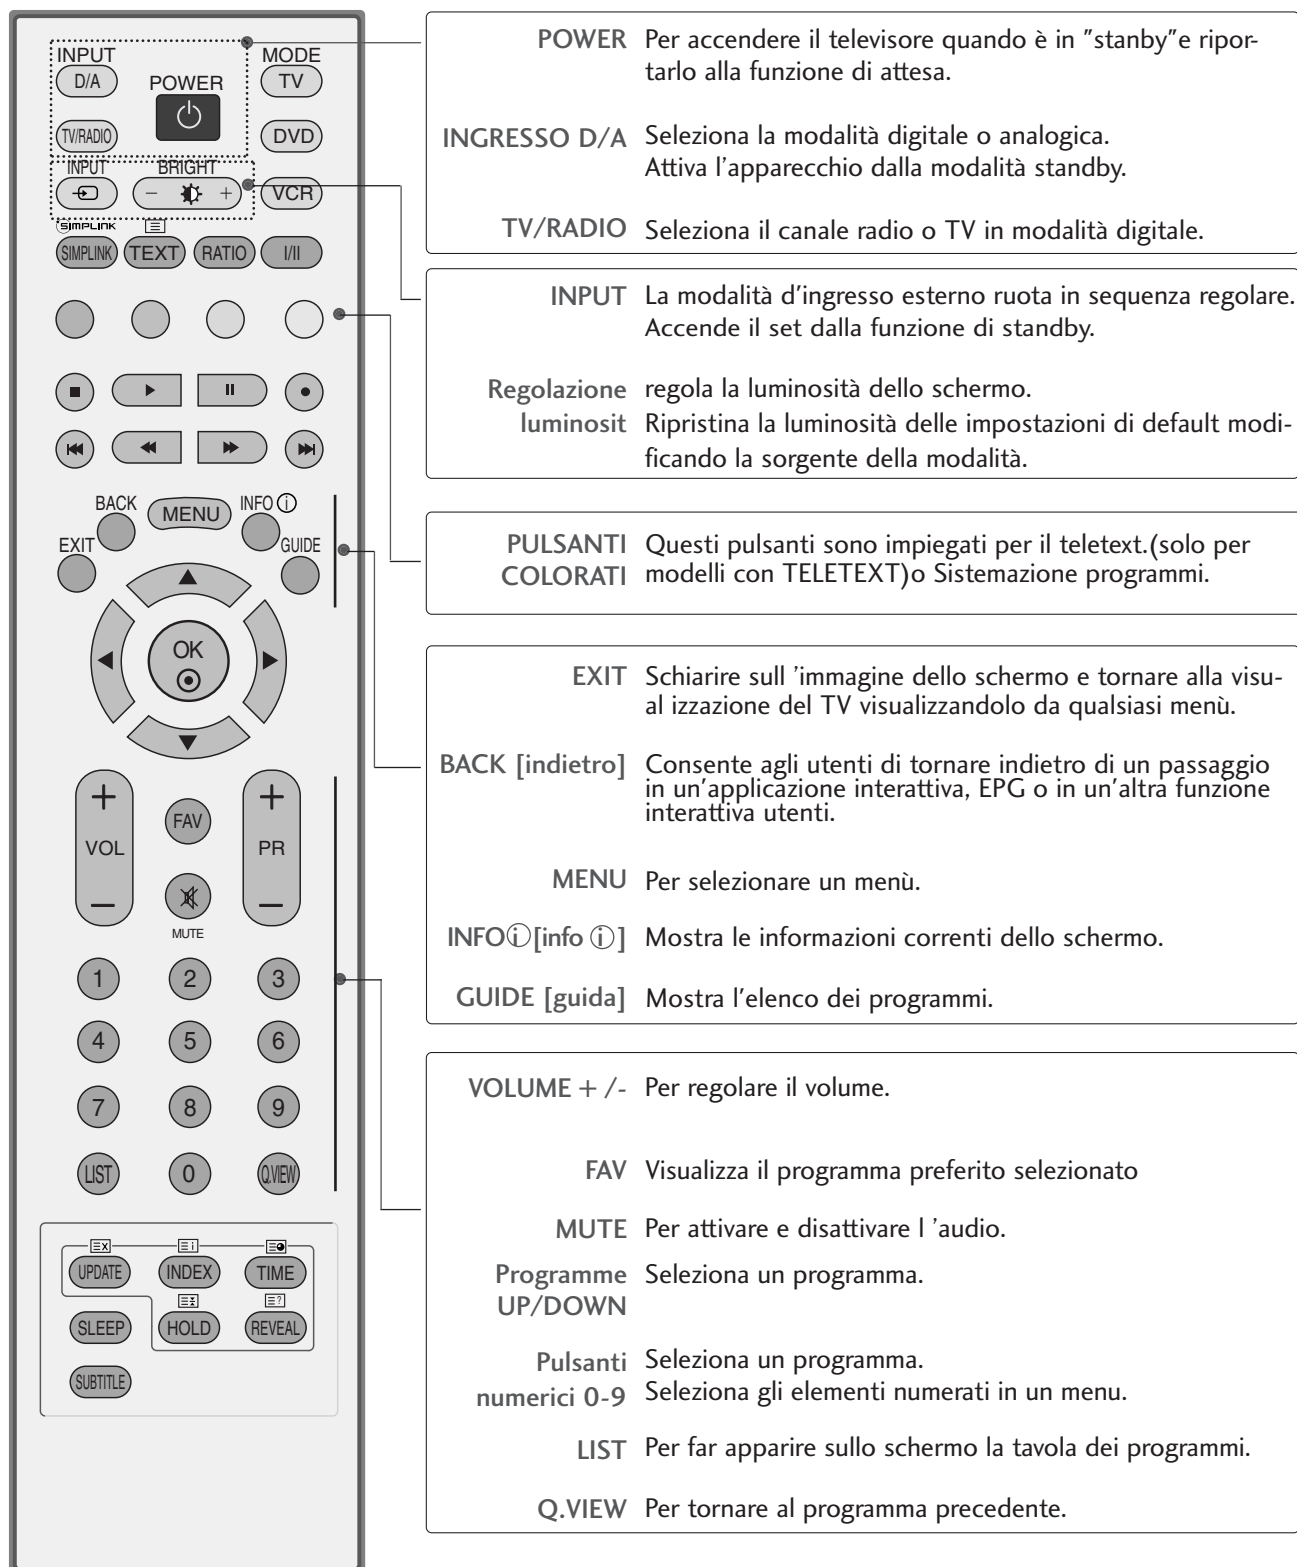 INPUT
MODE
D/A
POWER
TV
TV/RADIO
DVD
INPUT
BRIGHT
VCR
SIMPLINK
SIMPLINK
TEXT
RATIO
I/II
BACK
MENU
INFO i
EXIT
GUIDE
OK
+
+
FAV
VOL
PR
MUTE
1
2
3
4
5
6
7
8
9
LIST
0
Q.VIEW
UPDATE
INDEX
TIME
SLEEP
HOLD
REVEAL
SUBTITLE
POWER Per accendere il televisore quando è in "stanby"e ripor-
tarlo alla funzione di attesa.
INGRESSO D/A Seleziona la modalità digitale o analogica.
Attiva l'apparecchio dalla modalità standby.
TV/RADIO Seleziona il canale radio o TV in modalità digitale.
INPUT La modalità d'ingresso esterno ruota in sequenza regolare.
Accende il set dalla funzione di standby.
Regolazione regola la luminosità dello schermo.
luminosit Ripristina la luminosità delle impostazioni di default modi-
ficando la sorgente della modalità.
PULSANTI Questi pulsanti sono impiegati per il teletext.(solo per
COLORATI modelli con TELETEXT)o Sistemazione programmi.
EXIT Schiarire sull 'immagine dello schermo e tornare alla visu-
al izzazione del TV visualizzandolo da qualsiasi menù.
BACK [indietro] Consente agli utenti di tornare indietro di un passaggio
in un'applicazione interattiva, EPG o in un'altra funzione
interattiva utenti.
MENU Per selezionare un menù.
INFO ⓘ [info ⓘ] Mostra le informazioni correnti dello schermo.
GUIDE [guida] Mostra l'elenco dei programmi.
VOLUME + /- Per regolare il volume.
FAV Visualizza il programma preferito selezionato
MUTE Per attivare e disattivare l 'audio.
Programme Seleziona un programma.
UP/DOWN
Pulsanti Seleziona un programma.
numerici 0-9 Seleziona gli elementi numerati in un menu.
LIST Per far apparire sullo schermo la tavola dei programmi.
Q.VIEW Per tornare al programma precedente.